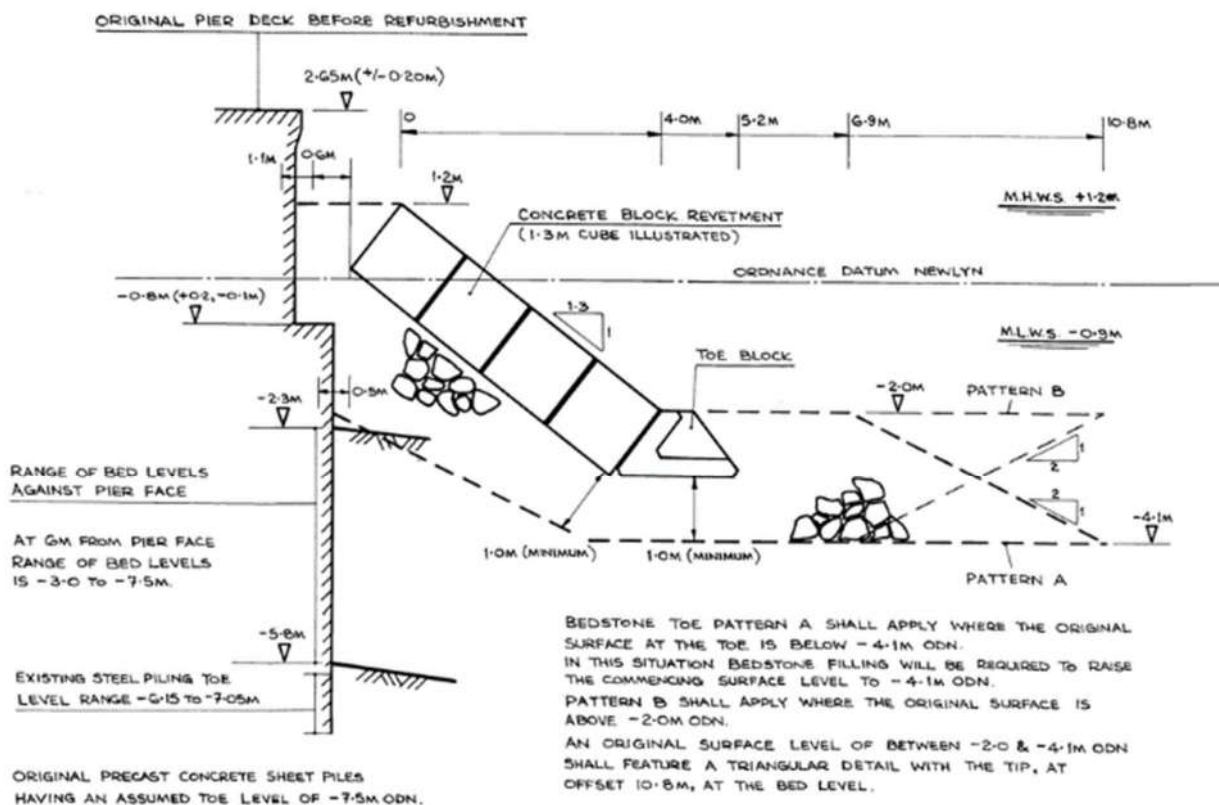 ORIGINAL PIER DECK BEFORE REFURBISHMENT
2·65M (+/-0·20M)
0
4·0M
5·2M
6·9M
10·8M
1·1M
0·6M
1·2M
M.H.W.S. +1·2M
CONCRETE BLOCK REVETMENT
(1·3M CUBE ILLUSTRATED)
ORDNANCE DATUM NEWLYN
-0·8M (+0·2, -0·1M)
1·3
1
M.L.W.S. -0·9M
TOE BLOCK
0·5M
-2·3M
-2·0M
PATTERN B
1
2
2
1
RANGE OF BED LEVELS
AGAINST PIER FACE
AT 6M FROM PIER FACE
RANGE OF BED LEVELS
IS -3·0 TO -7·5M.
-4·1M
1·0M (MINIMUM)
1·0M (MINIMUM)
PATTERN A
-5·8M
EXISTING STEEL PILING TOE
LEVEL RANGE -6·15 TO -7·05M
ORIGINAL PRECAST CONCRETE SHEET PILES
HAVING AN ASSUMED TOE LEVEL OF -7·5M ODN.
BEDSTONE TOE PATTERN A SHALL APPLY WHERE THE ORIGINAL
SURFACE AT THE TOE IS BELOW -4·1M ODN.
IN THIS SITUATION BEDSTONE FILLING WILL BE REQUIRED TO RAISE
THE COMMENCING SURFACE LEVEL TO -4·1M ODN.
PATTERN B SHALL APPLY WHERE THE ORIGINAL SURFACE IS
ABOVE -2·0M ODN.
AN ORIGINAL SURFACE LEVEL OF BETWEEN -2·0 & -4·1M ODN
SHALL FEATURE A TRIANGULAR DETAIL WITH THE TIP, AT
OFFSET 10·8M, AT THE BED LEVEL.